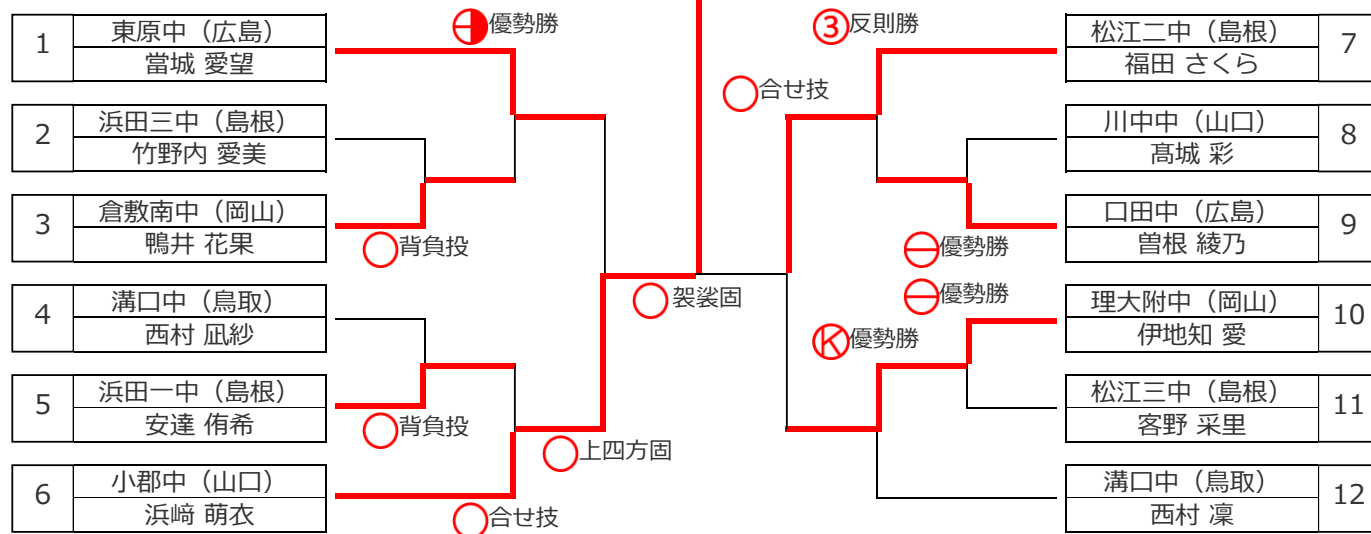 1
東原中（広島）
當城 愛望
2
浜田三中（島根）
竹野内 愛美
3
倉敷南中（岡山）
鴨井 花果
4
溝口中（鳥取）
西村 凪紗
5
浜田一中（島根）
安達 侑希
6
小郡中（山口）
浜﨑 萌衣
優勢勝
背負投
背負投
合せ技
上四方固
袈裟固
③反則勝
合せ技
優勢勝
優勢勝
Ⓚ優勢勝
松江二中（島根）
福田 さくら
7
川中中（山口）
髙城 彩
8
口田中（広島）
曽根 綾乃
9
理大附中（岡山）
伊地知 愛
10
松江三中（島根）
客野 采里
11
溝口中（鳥取）
西村 凜
12